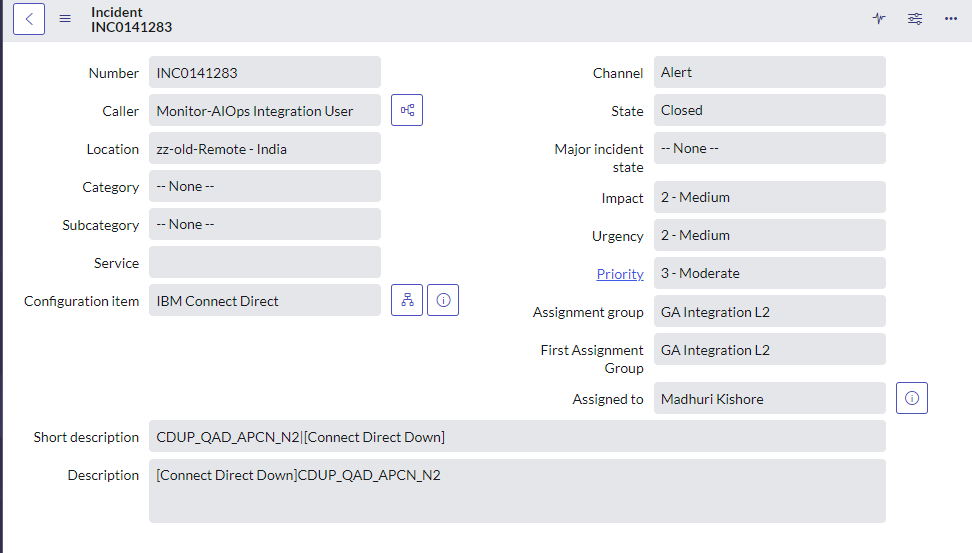 Incident
INC0141283
Number INC0141283
Caller Monitor-AIOps Integration User
Location zz-old-Remote - India
Category -- None --
Subcategory -- None --
Service
Configuration item IBM Connect Direct
Channel Alert
State Closed
Major incident state -- None --
Impact 2 - Medium
Urgency 2 - Medium
Priority 3 - Moderate
Assignment group GA Integration L2
First Assignment Group GA Integration L2
Assigned to Madhuri Kishore
Short description CDUP_QAD_APCN_N2|[Connect Direct Down]
Description [Connect Direct Down]CDUP_QAD_APCN_N2